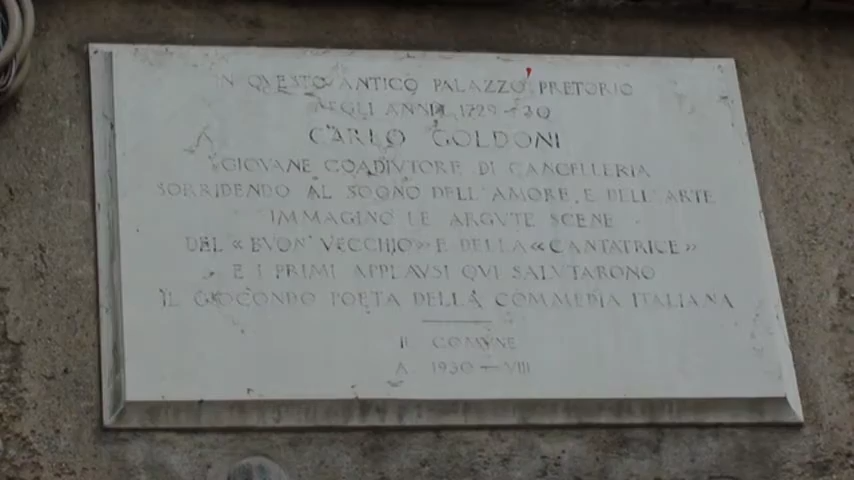 IN QVESTO ANTICO PALAZZO PRETORIO
NEGLI ANNI 1729-30
CARLO GOLDONI
GIOVANE COADIVTORE DI CANCELLERIA
SORRIDENDO AL SOGNO DELL'AMORE E DELL'ARTE
IMMAGINO LE ARGVTE SCENE
DEL «BVON VECCHIO» E DELLA «CANTATRICE»
E I PRIMI APPLAVSI QVI SALVTARONO
IL GIOCONDO POETA DELLA COMMEDIA ITALIANA
IL COMVNE
A 1930 - VIII